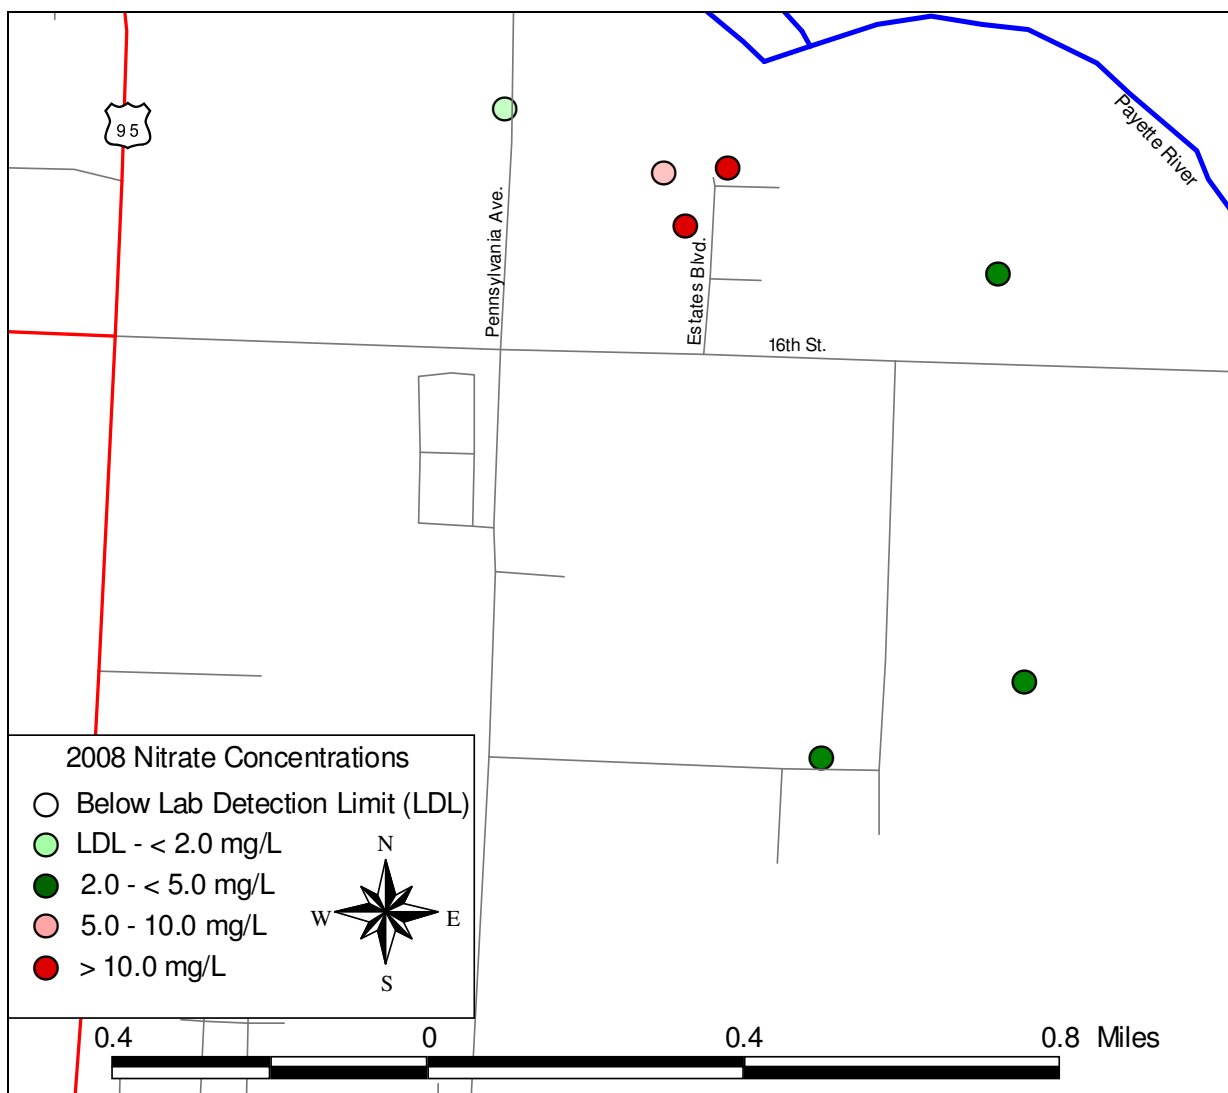 95
Payette River
Pennsylvania Ave.
Estates Blvd.
16th St.
2008 Nitrate Concentrations
Below Lab Detection Limit (LDL)
LDL - < 2.0 mg/L
2.0 - < 5.0 mg/L
5.0 - 10.0 mg/L
> 10.0 mg/L
N
W E
S
0.4 0 0.4 0.8 Miles